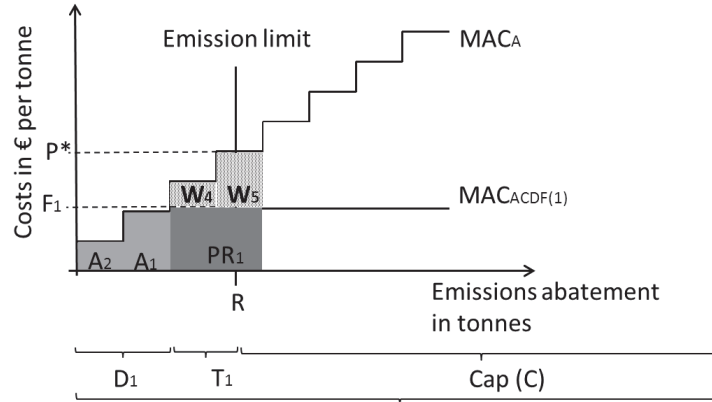 Costs in € per tonne
Emission limit
MACA
P*
W4
W5
F1
MACACDF(1)
A2
A1
PR1
R
Emissions abatement
in tonnes
D1
T1
Cap (C)